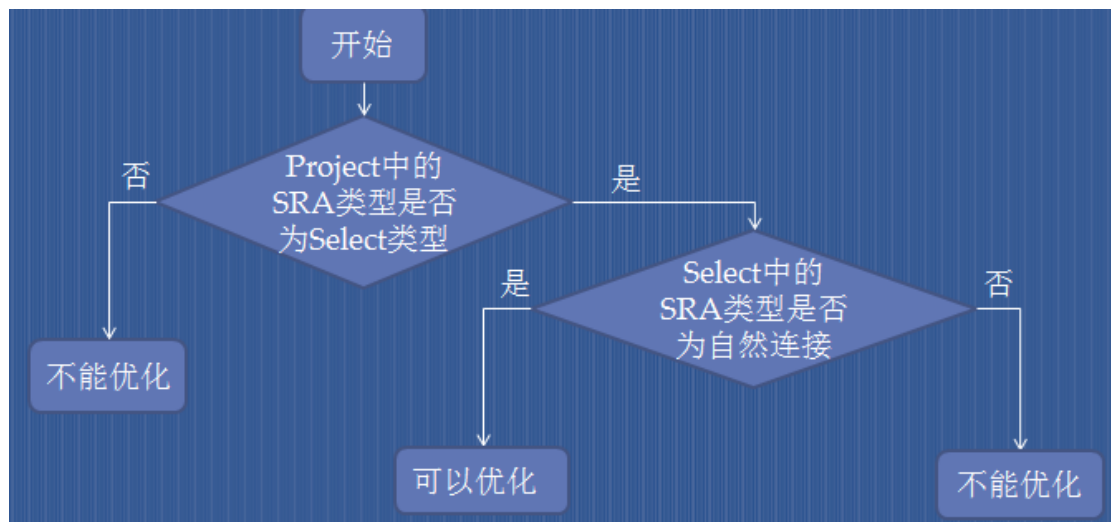 开始
Project中的
SRA类型是否
为Select类型
否
是
Select中的
SRA类型是否
为自然连接
是
否
不能优化
可以优化
不能优化